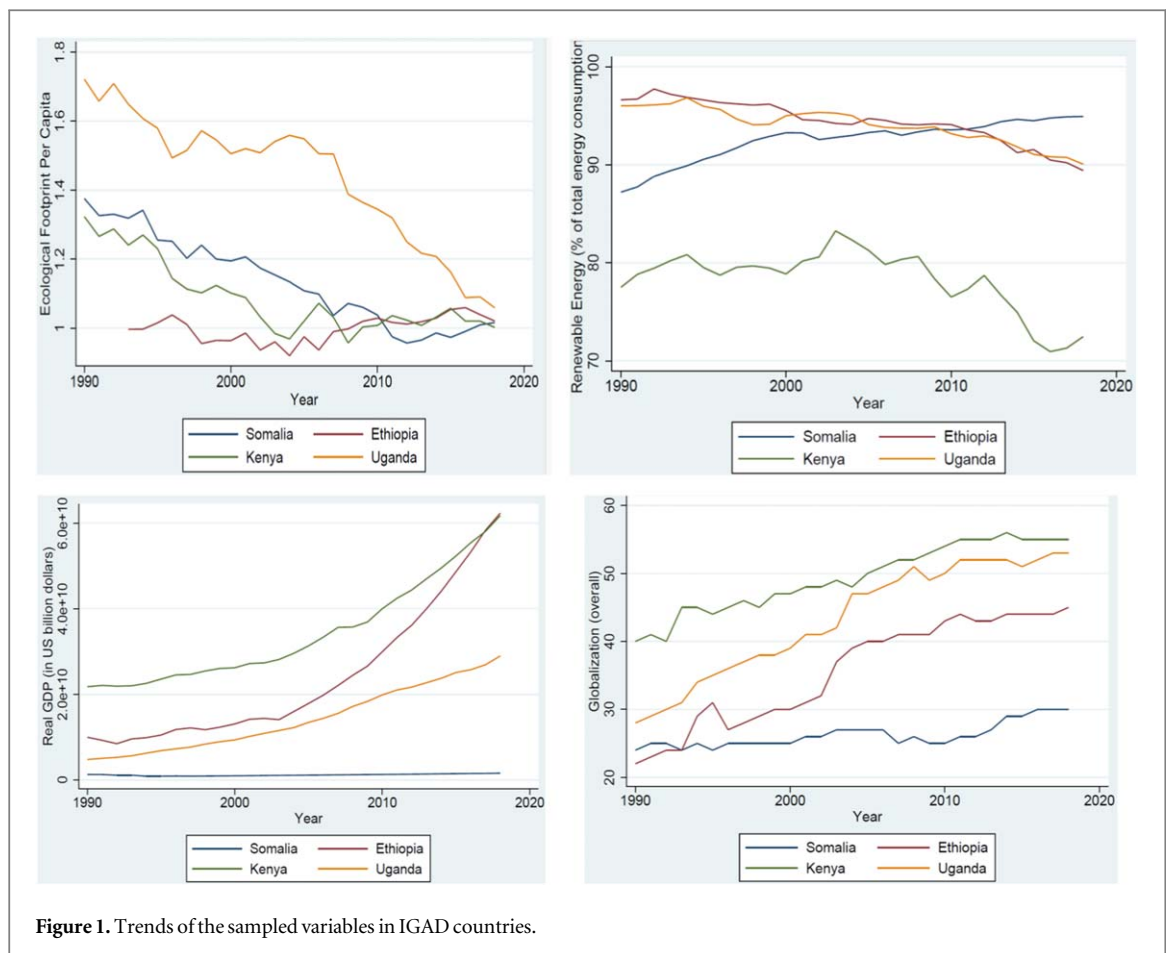 Ecological Footprint Per Capita
1.8
1.6
1.4
1.2
1
1990 2000 2010 2020
Year
Somalia Ethiopia
Kenya Uganda
Renewable Energy (% of total energy consumption
100
90
80
70
1990 2000 2010 2020
Year
Somalia Ethiopia
Kenya Uganda
Real GDP (in US billion dollars)
6.0e+10
4.0e+10
2.0e+10
0
1990 2000 2010 2020
Year
Somalia Ethiopia
Kenya Uganda
Globalization (overall)
60
50
40
30
20
1990 2000 2010 2020
Year
Somalia Ethiopia
Kenya Uganda
Figure 1. Trends of the sampled variables in IGAD countries.